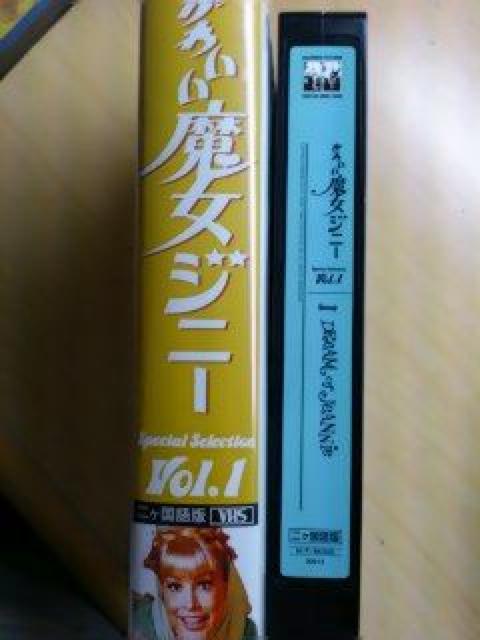 かわいい魔女ジニー
Special Selection
Vol.1
二ヶ国語版 VHS
かわいい魔女ジニー
Special Selection
Vol.1
I DREAM of JEANNIE
二ヶ国語版